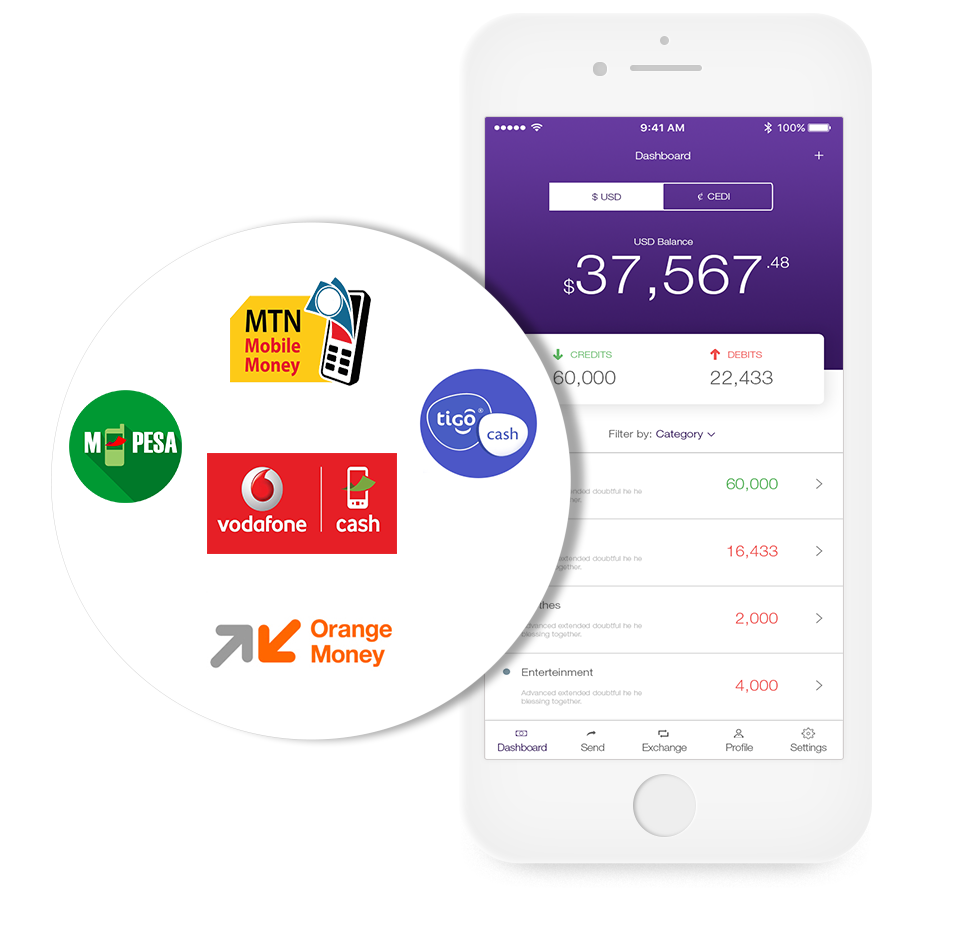 9:41 AM
100%
Dashboard
+
$ USD
₵ CEDI
USD Balance
$37,567.48
CREDITS
DEBITS
60,000
22,433
Filter by: Category
ended doubtful he he
ther.
60,000
extended doubtful he he
together.
16,433
thes
dvanced extended doubtful he he
blessing together.
2,000
Enterteinment
Advanced extended doubtful he he
blessing together.
4,000
Dashboard
Send
Exchange
Profile
Settings
MTN
Mobile
Money
M PESA
tigo®
cash
vodafone
cash
Orange
Money